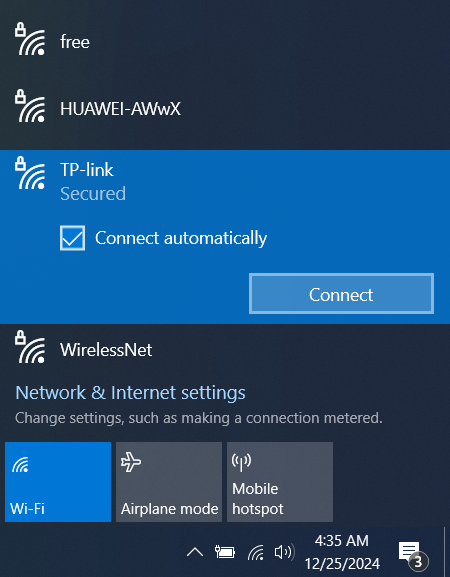 free
HUAWEI-AWwX
TP-link
Secured
Connect automatically
Connect
WirelessNet
Network & Internet settings
Change settings, such as making a connection metered.
Wi-Fi
Airplane mode
Mobile
hotspot
4:35 AM
12/25/2024
3